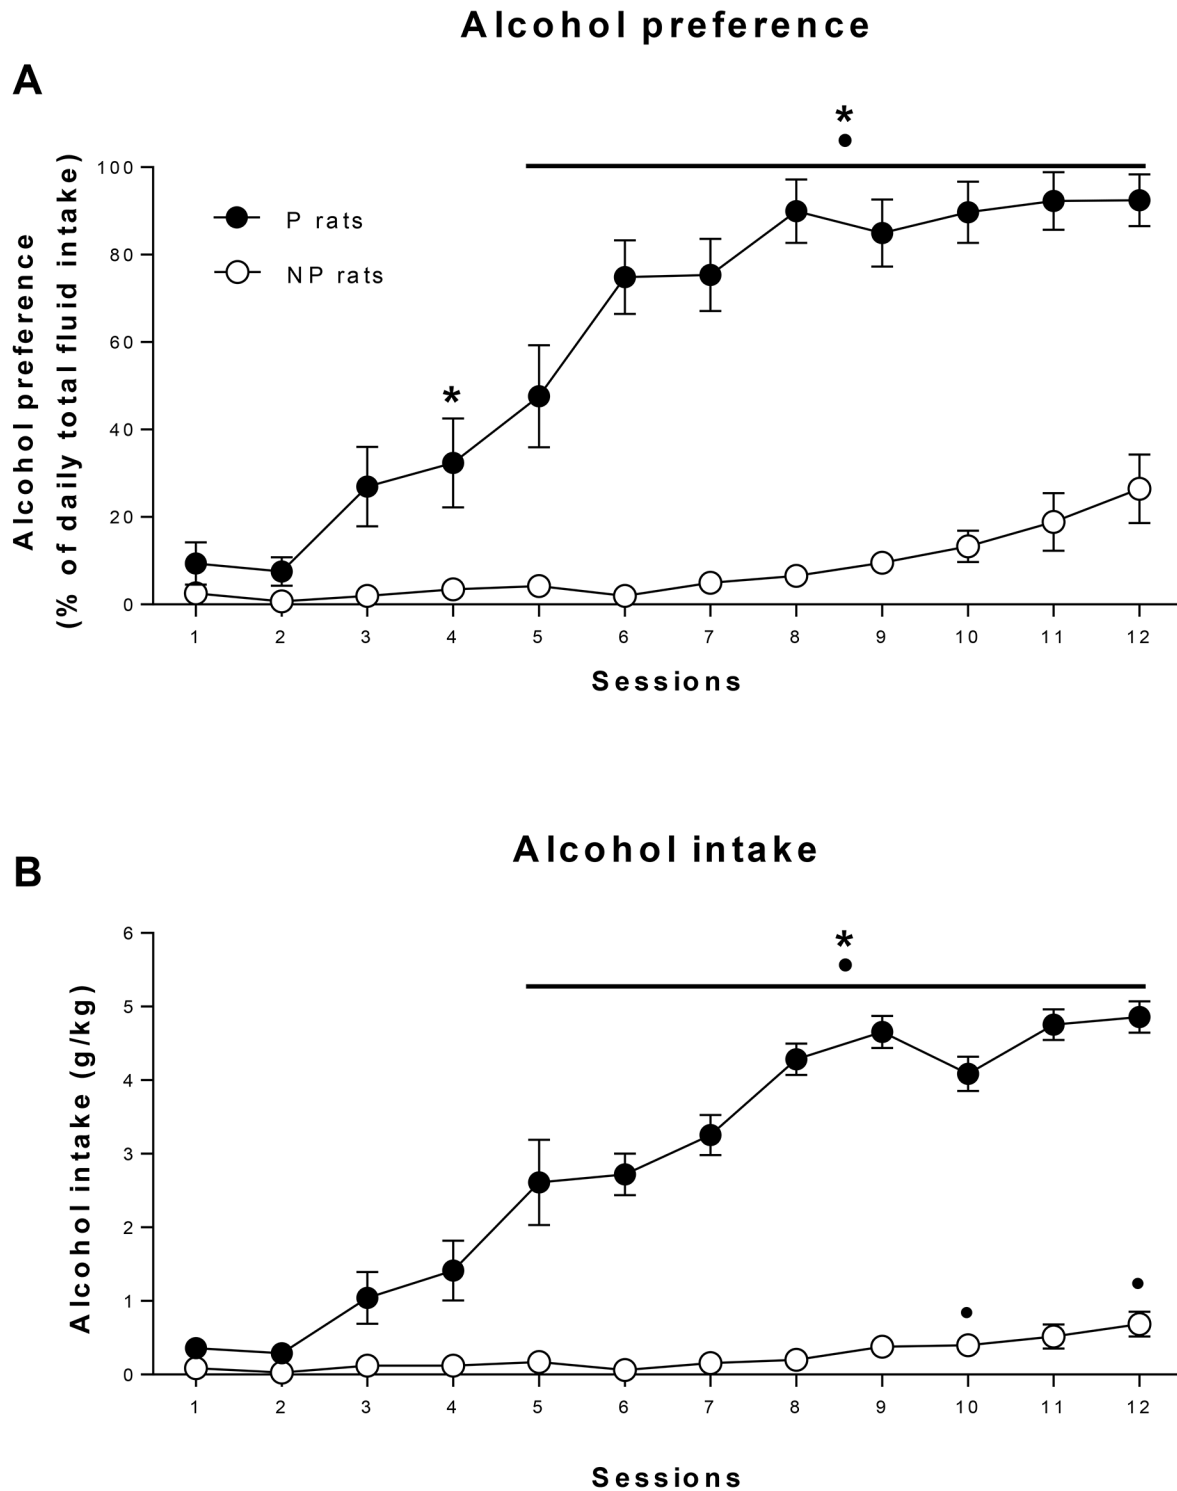 Alcohol preference
A
*
•
Alcohol preference
(% of daily total fluid intake)
100
80
60
40
20
0
P rats
NP rats
*
1 2 3 4 5 6 7 8 9 10 11 12
Sessions
Alcohol intake
B
*
•
Alcohol intake (g/kg)
6
5
4
3
2
1
0
•
•
1 2 3 4 5 6 7 8 9 10 11 12
Sessions